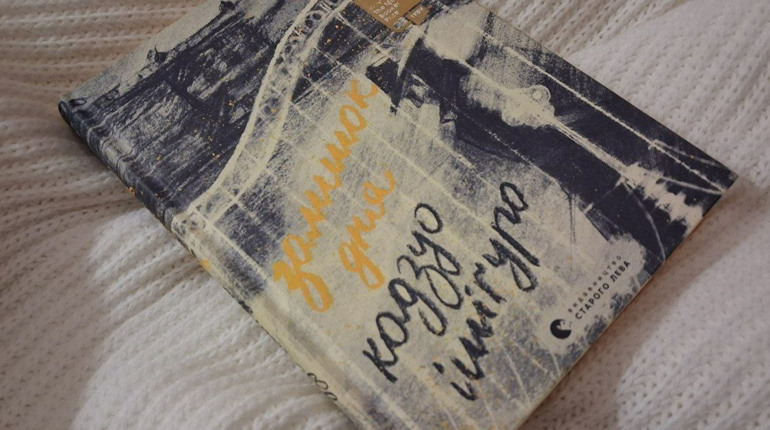 залишок
дня
кадзуо
ішіґуро
видавництво
СТАРОГО ЛЕВА